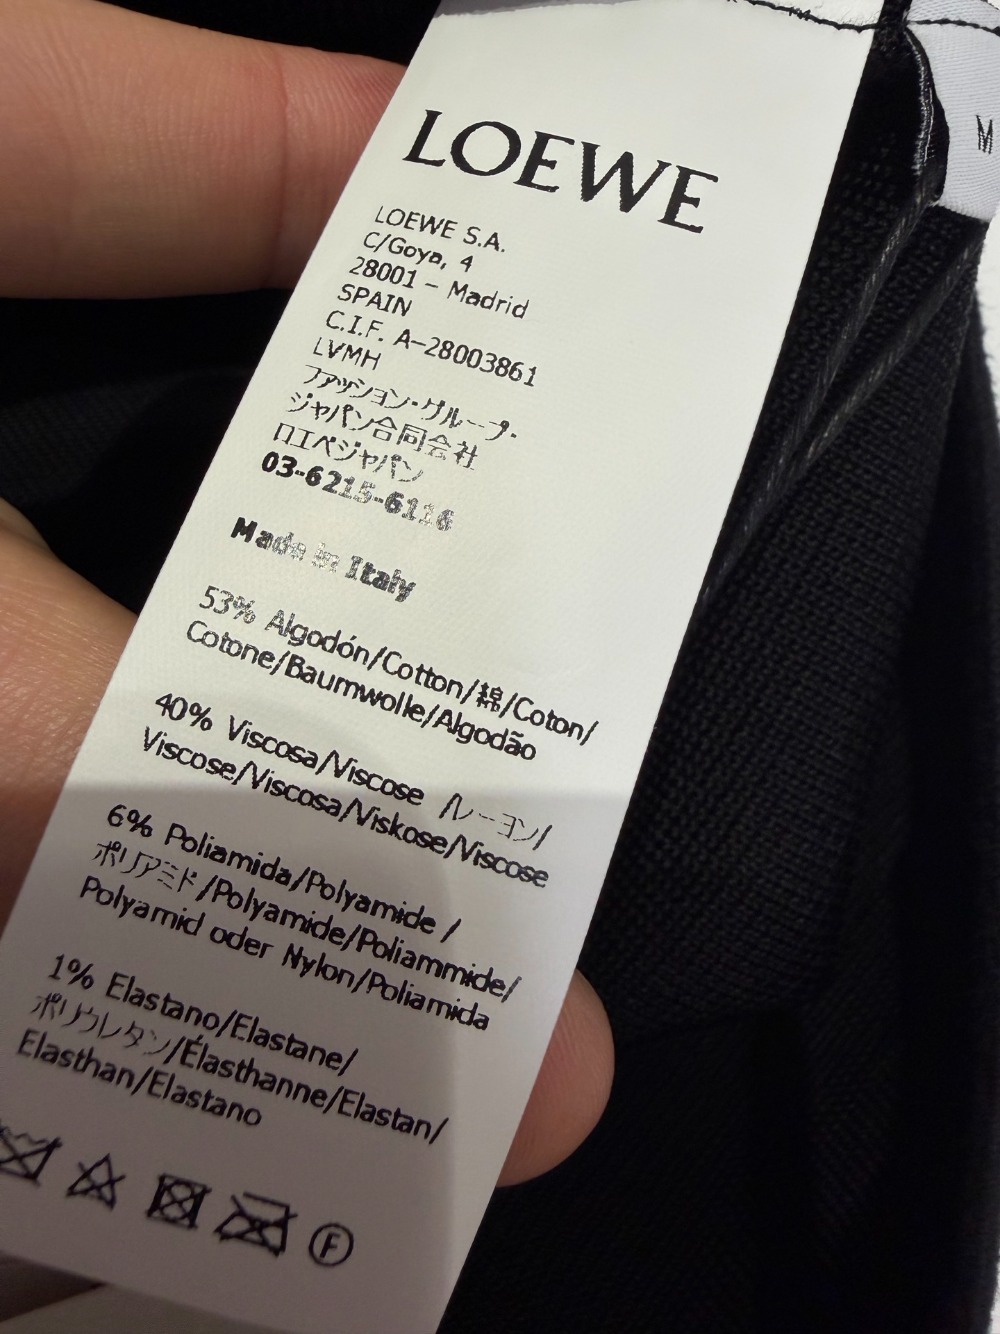 LOEWE
LOEWE S.A.
C/Goya, 4
28001 - Madrid
SPAIN
C.I.F. A-28003861
LVMH
ファッション・グループ・
ジャパン合同会社
ロエベジャパン
03-6215-6116
Made in Italy
53% Algodón/Cotton/綿/Coton/
Cotone/Baumwolle/Algodão
40% Viscosa/Viscose /レーヨン/
Viscose/Viscosa/Viskose/Viscose
6% Poliamida/Polyamide /
ポリアミド/Polyamide/Poliammide/
Polyamid oder Nylon/Poliamida
1% Elastano/Elastane/
ポリウレタン/Élasthanne/Elastan/
Elasthan/Elastano
F
M